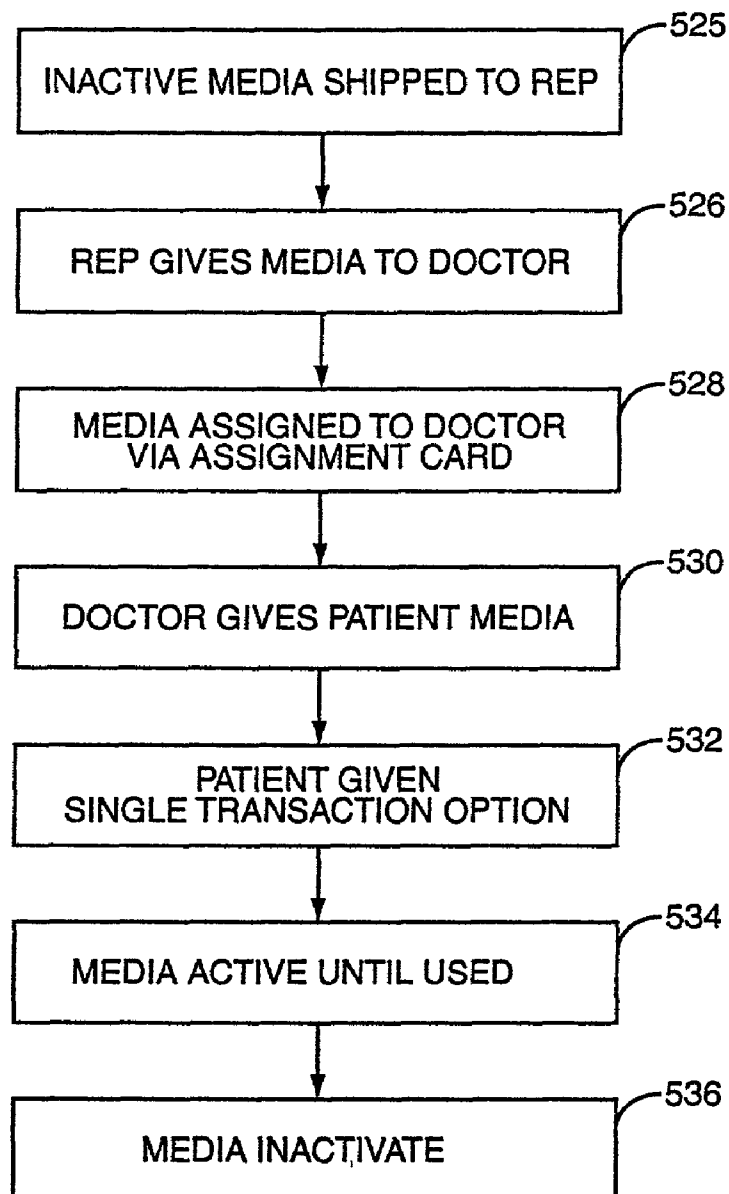 525
INACTIVE MEDIA SHIPPED TO REP
526
REP GIVES MEDIA TO DOCTOR
528
MEDIA ASSIGNED TO DOCTOR
VIA ASSIGNMENT CARD
530
DOCTOR GIVES PATIENT MEDIA
532
PATIENT GIVEN
SINGLE TRANSACTION OPTION
534
MEDIA ACTIVE UNTIL USED
536
MEDIA INACTIVATE